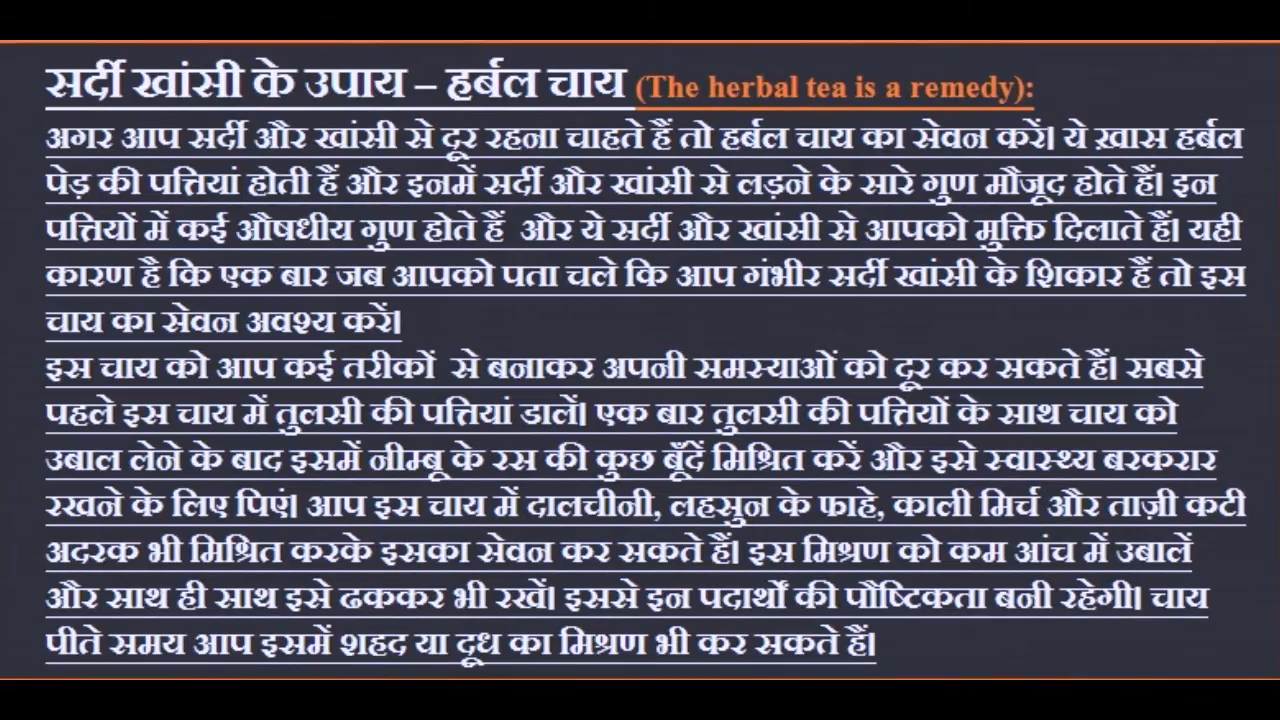 सर्दी खांसी के उपाय – हर्बल चाय (The herbal tea is a remedy):
अगर आप सर्दी और खांसी से दूर रहना चाहते हैं तो हर्बल चाय का सेवन करें। ये ख़ास हर्बल
पेड़ की पत्तियां होती हैं और इनमें सर्दी और खांसी से लड़ने के सारे गुण मौजूद होते हैं। इन
पत्तियों में कई औषधीय गुण होते हैं  और ये सर्दी और खांसी से आपको मुक्ति दिलाते हैं। यही
कारण है कि एक बार जब आपको पता चले कि आप गंभीर सर्दी खांसी के शिकार हैं तो इस
चाय का सेवन अवश्य करें।
इस चाय को आप कई तरीकों  से बनाकर अपनी समस्याओं को दूर कर सकते हैं। सबसे
पहले इस चाय में तुलसी की पत्तियां डालें। एक बार तुलसी की पत्तियों के साथ चाय को
उबाल लेने के बाद इसमें नीम्बू के रस की कुछ बूँदें मिश्रित करें और इसे स्वास्थ्य बरकरार
रखने के लिए पिएं। आप इस चाय में दालचीनी, लहसुन के फाहे, काली मिर्च और ताज़ी कटी
अदरक भी मिश्रित करके इसका सेवन कर सकते हैं। इस मिश्रण को कम आंच में उबालें
और साथ ही साथ इसे ढककर भी रखें। इससे इन पदार्थों की पौष्टिकता बनी रहेगी। चाय
पीते समय आप इसमें शहद या दूध का मिश्रण भी कर सकते हैं।